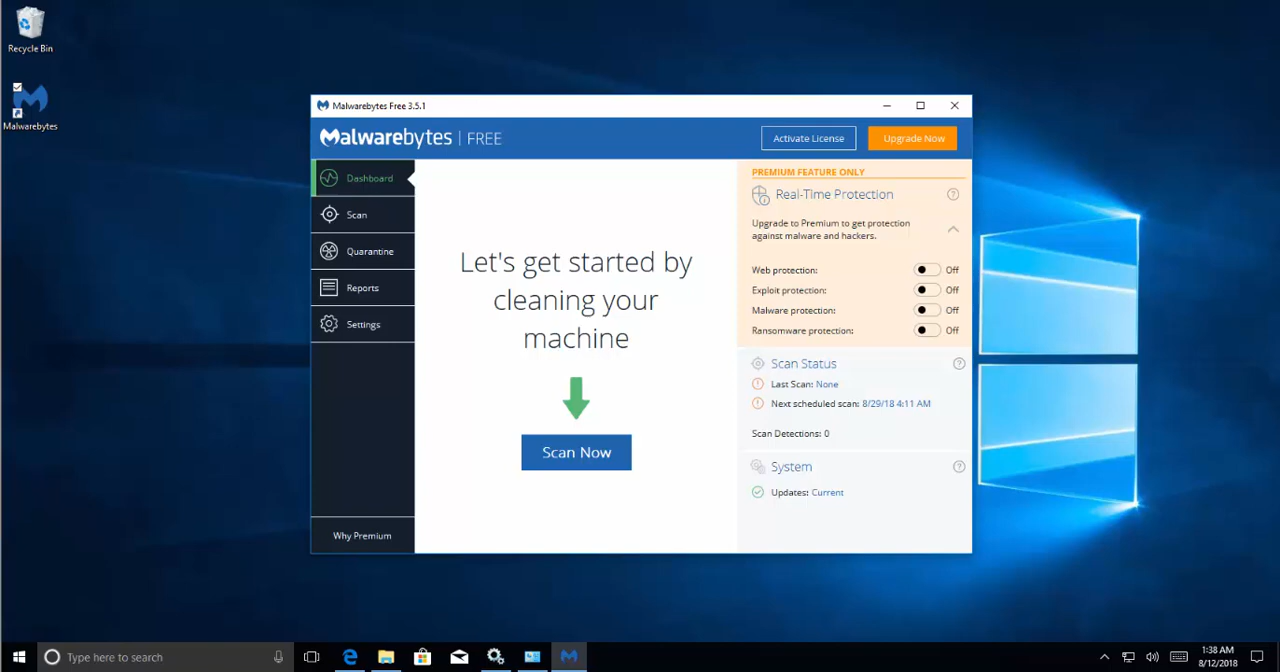 Recycle Bin
Malwarebytes
Malwarebytes Free 3.5.1
Malwarebytes | FREE
Activate License
Upgrade Now
Dashboard
Scan
Quarantine
Reports
Settings
Why Premium
Let's get started by
cleaning your
machine
Scan Now
PREMIUM FEATURE ONLY
Real-Time Protection
Upgrade to Premium to get protection
against malware and hackers.
Web protection: Off
Exploit protection: Off
Malware protection: Off
Ransomware protection: Off
Scan Status
Last Scan: None
Next scheduled scan: 8/29/18 4:11 AM
Scan Detections: 0
System
Updates: Current
Type here to search
1:38 AM
8/12/2018